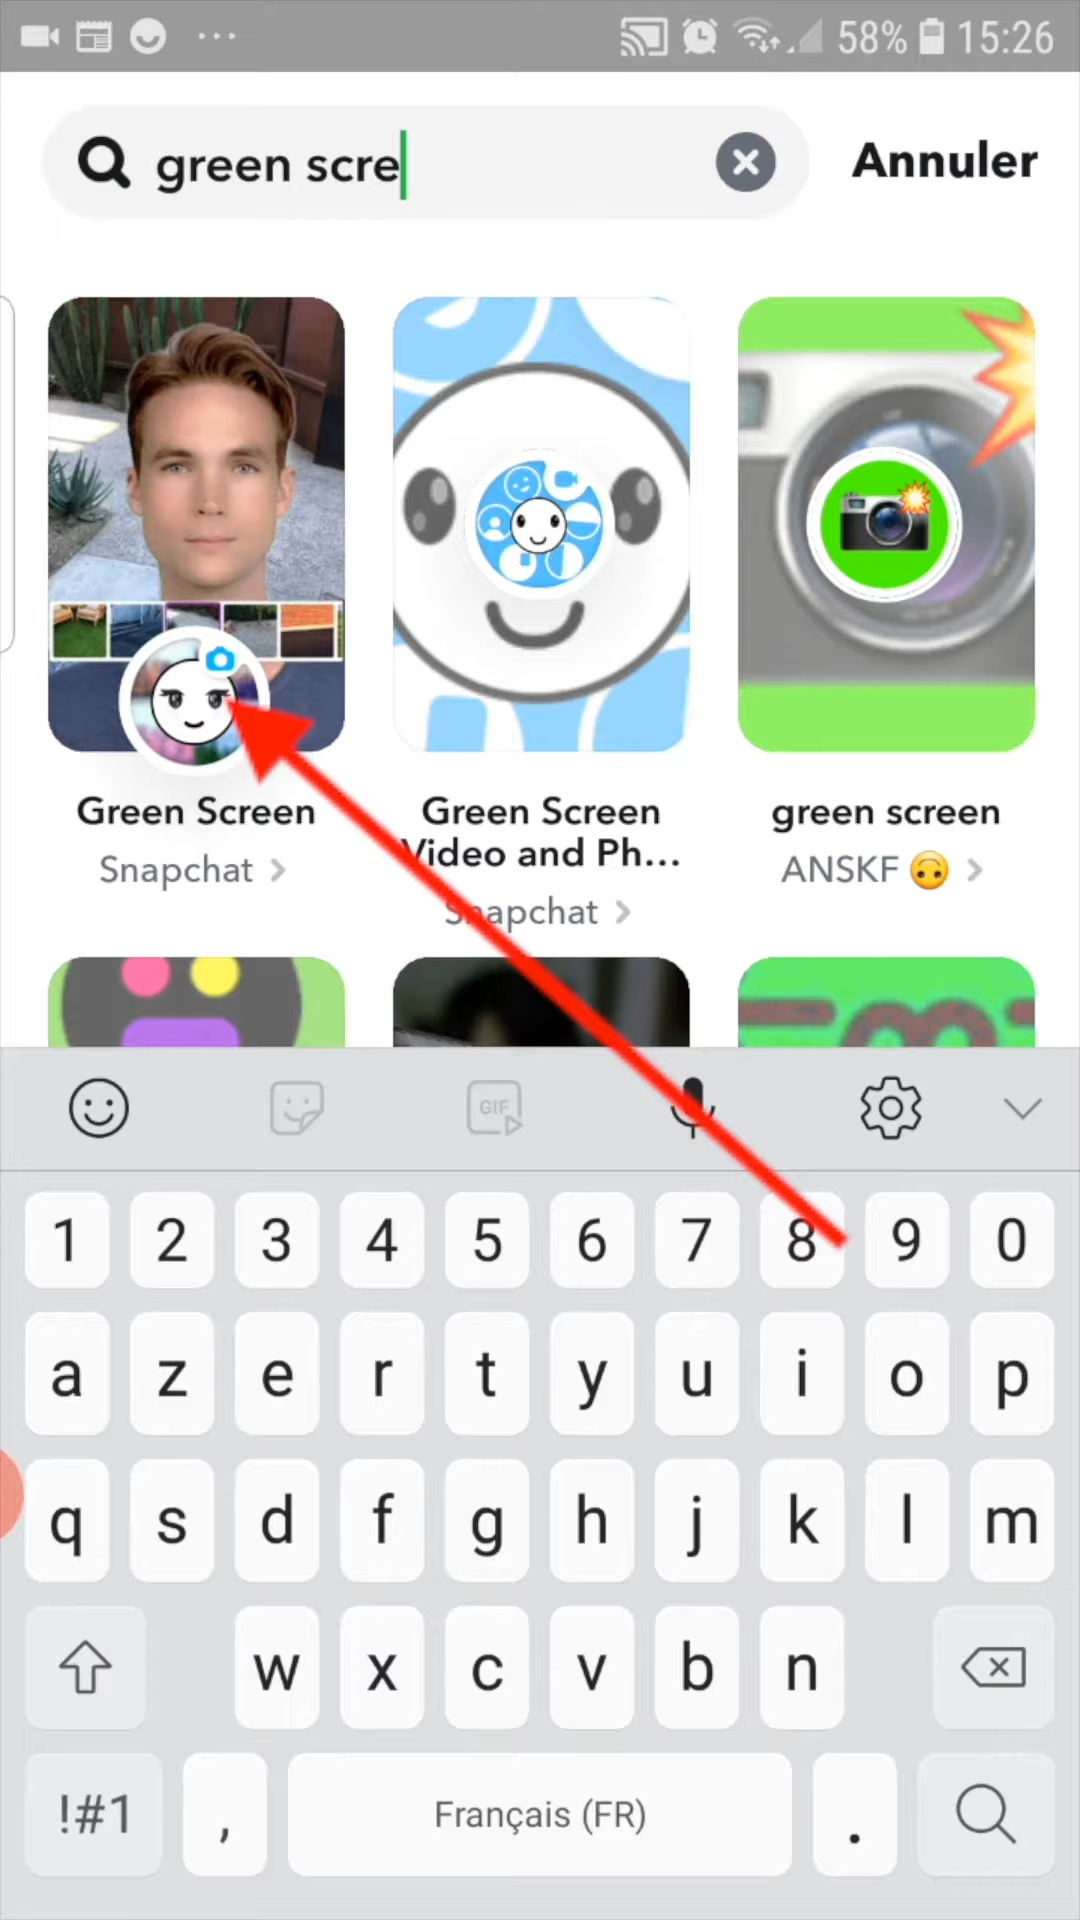 58% 15:26
green scre
Annuler
Green Screen
Snapchat
Green Screen
Video and Ph...
Snapchat
green screen
ANSKF 🙃
GIF
1 2 3 4 5 6 7 8 9 0
a z e r t y u i o p
q s d f g h j k l m
w x c v b n
!#1 , Français (FR) .